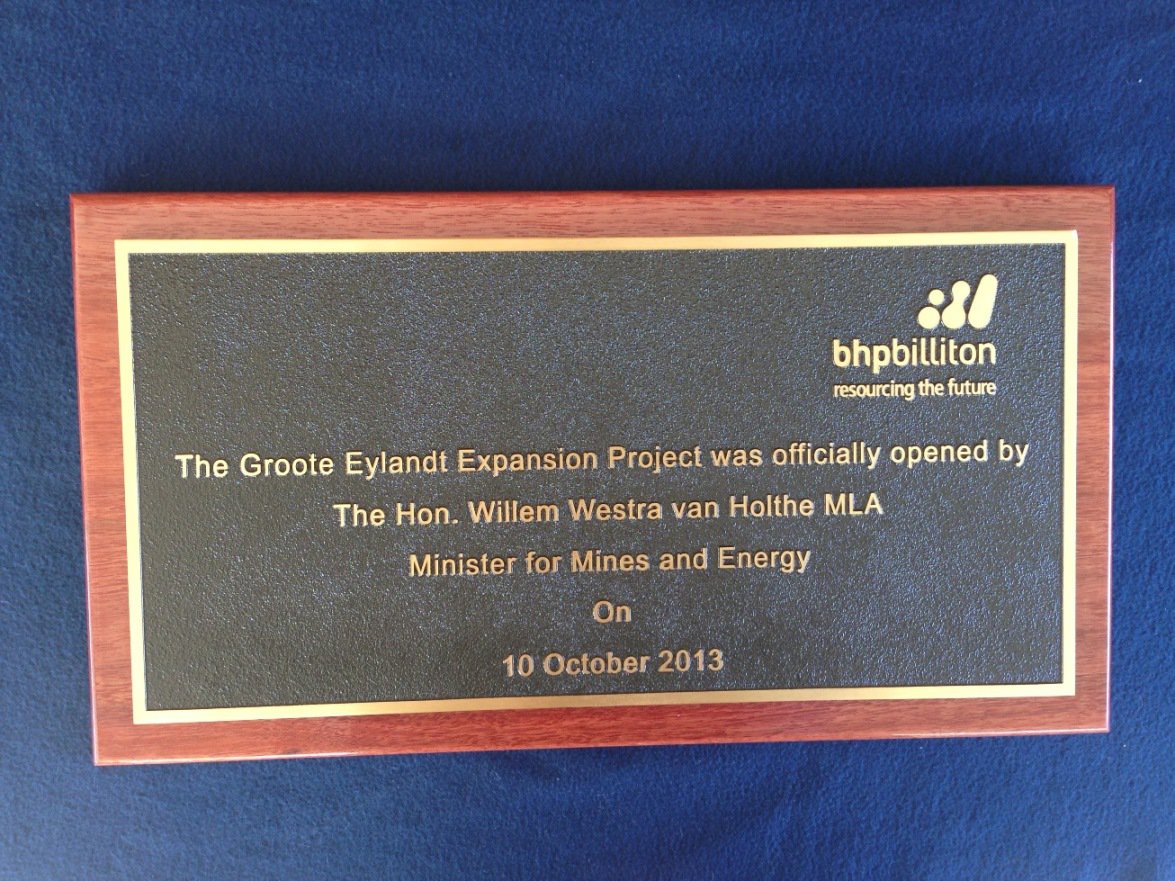 bhpbilliton
resourcing the future
The Groote Eylandt Expansion Project was officially opened by
The Hon. Willem Westra van Holthe MLA
Minister for Mines and Energy
On
10 October 2013